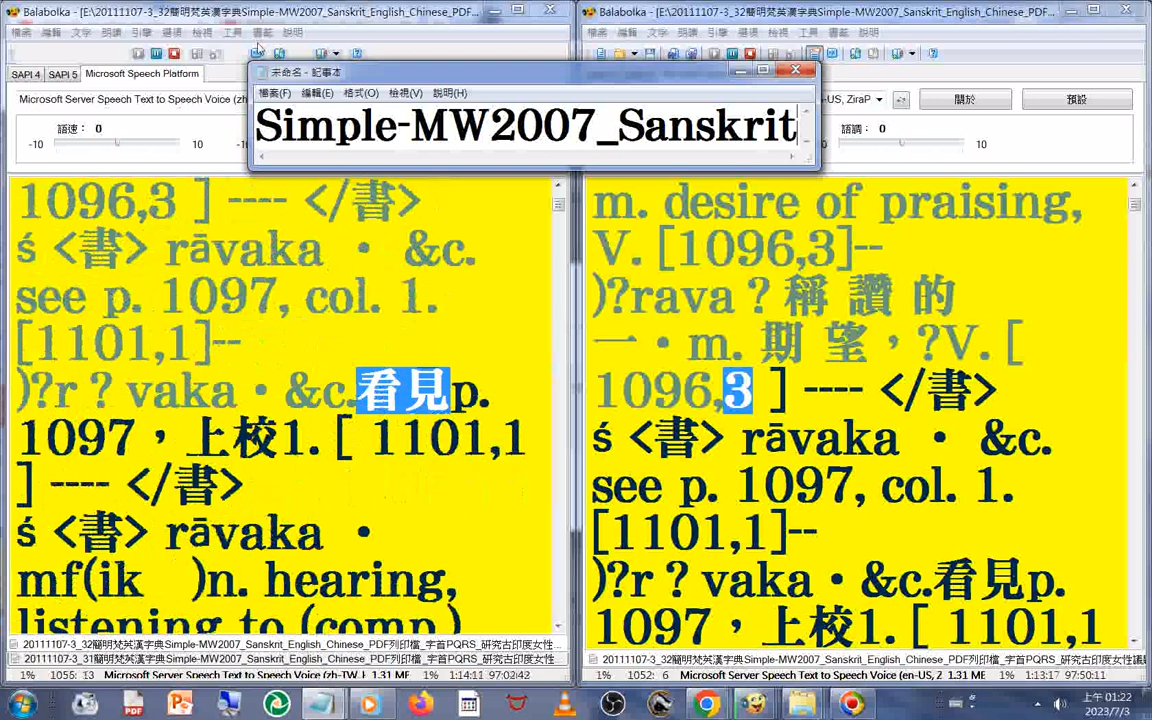 Balabolka - [E:\20111107-3_32簡明梵英漢字典Simple-MW2007_Sanskrit_English_Chinese_PDF...
檔案 編輯 文字 朗讀 引擎 選項 檢視 工具 書籤 說明
SAPI 4 SAPI 5 Microsoft Speech Platform
Microsoft Server Speech Text to Speech Voice (zh
語速： 0
-10 10
1096,3 ] ---- </書>
ś <書> rāvaka · &c.
see p. 1097, col. 1.
[1101,1]--
)?r ? vaka · &c.看見p.
1097，上校1. [ 1101,1
] ---- </書>
ś <書> rāvaka ·
mf(ik )n. hearing,
listening to (comp.)
20111107-3_32簡明梵英漢字典Simple-MW2007_Sanskrit_English_Chinese_PDF列印檔_字首PQRS_研究古印度女性...
20111107-3_31簡明梵英漢字典Simple-MW2007_Sanskrit_English_Chinese_PDF列印檔_字首PQRS_研究古印度女性...
1% 1055: 13 Microsoft Server Speech Text to Speech Voice (zh-TW, 1.31 ME 1% 1:14:11 97:02:42
未命名 - 記事本
檔案(F) 編輯(E) 格式(O) 檢視(V) 說明(H)
Simple-MW2007_Sanskrit
Balabolka - [E:\20111107-3_32簡明梵英漢字典Simple-MW2007_Sanskrit_English_Chinese_PDF...
檔案 編輯 文字 朗讀 引擎 選項 檢視 工具 書籤 說明
-US, ZiraP 關於 預設
語調： 0
10
m. desire of praising,
V. [1096,3]--
)?rava ? 稱 讚 的
一 · m. 期 望，?V. [
1096,3 ] ---- </書>
ś <書> rāvaka · &c.
see p. 1097, col. 1.
[1101,1]--
)?r ? vaka · &c.看見p.
1097，上校1. [ 1101,1
20111107-3_32簡明梵英漢字典Simple-MW2007_Sanskrit_English_Chinese_PDF列印檔_字首PQRS_研究古印度女性議
1% 1052: 6 Microsoft Server Speech Text to Speech Voice (en-US, 2 1.31 ME 1% 1:13:17 97:50:11
上午 01:22
2023/7/3